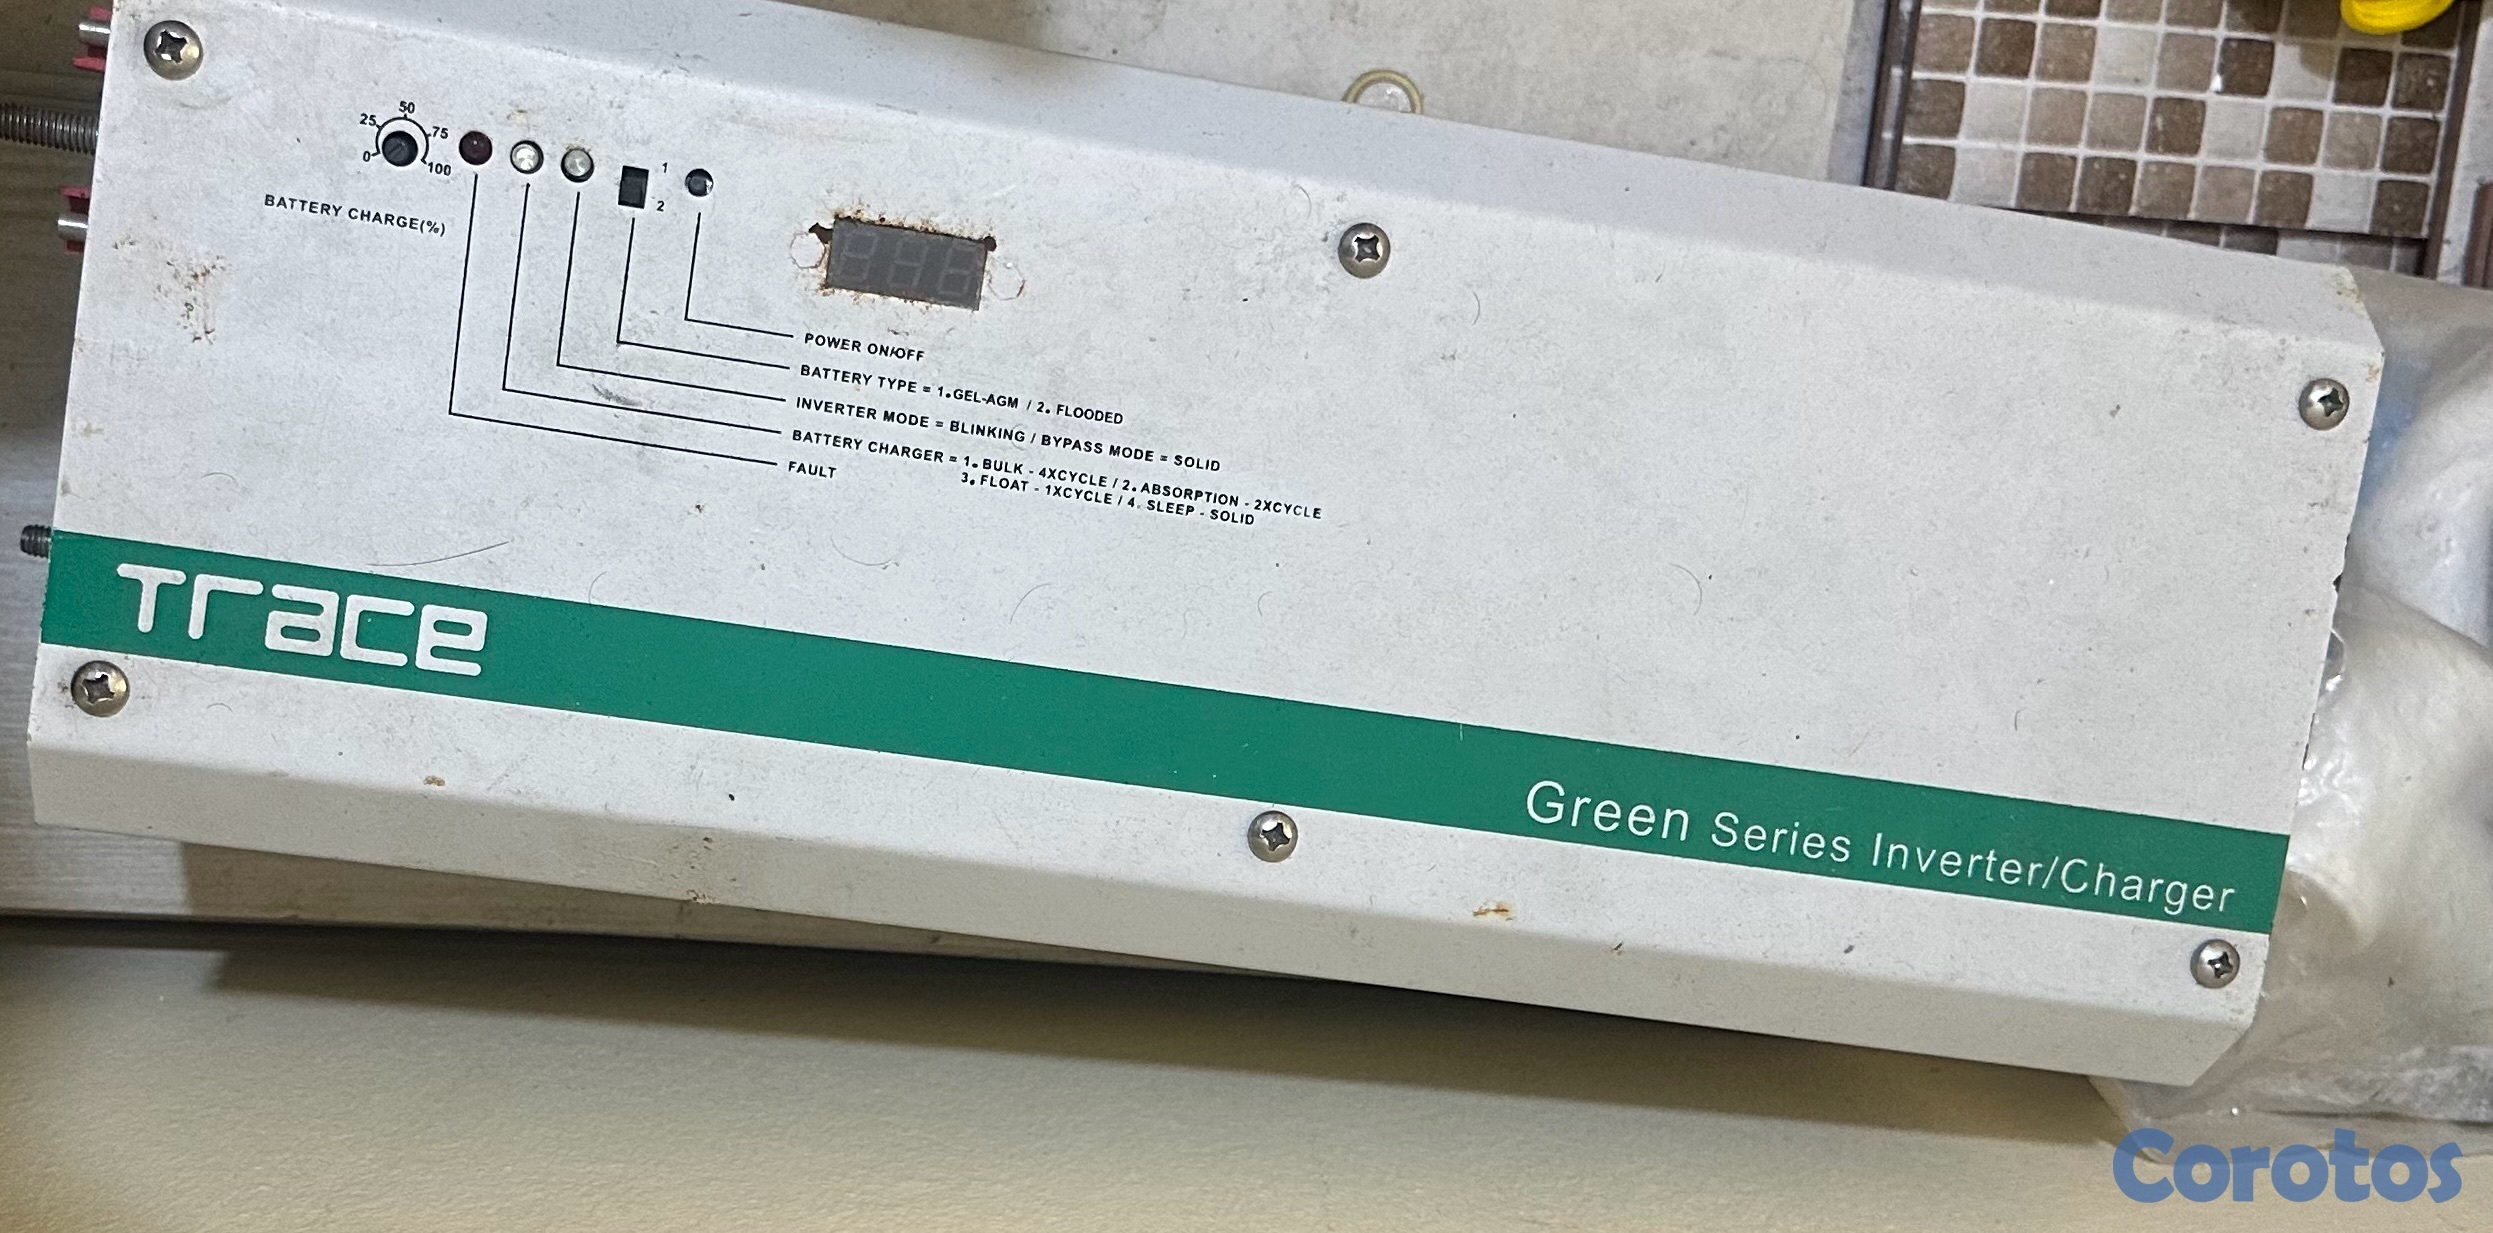 50
25
75
0
100
BATTERY CHARGE(%)
1
2
POWER ON/OFF
BATTERY TYPE = 1.GEL-AGM / 2. FLOODED
INVERTER MODE = BLINKING / BYPASS MODE = SOLID
BATTERY CHARGER = 1. BULK - 4XCYCLE / 2. ABSORPTION - 2XCYCLE
3. FLOAT - 1XCYCLE / 4. SLEEP - SOLID
FAULT
Trace
Green Series Inverter/Charger
Corotos